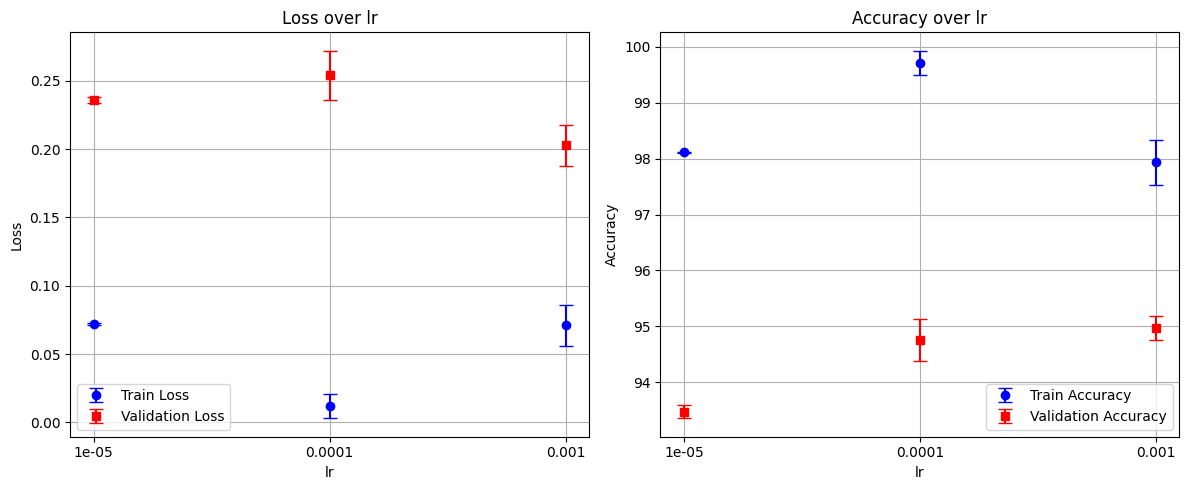 Loss over lr
Loss
0.25
0.20
0.15
0.10
0.05
0.00
Train Loss
Validation Loss
1e-05
0.0001
0.001
lr
Accuracy over lr
Accuracy
100
99
98
97
96
95
94
Train Accuracy
Validation Accuracy
1e-05
0.0001
0.001
lr